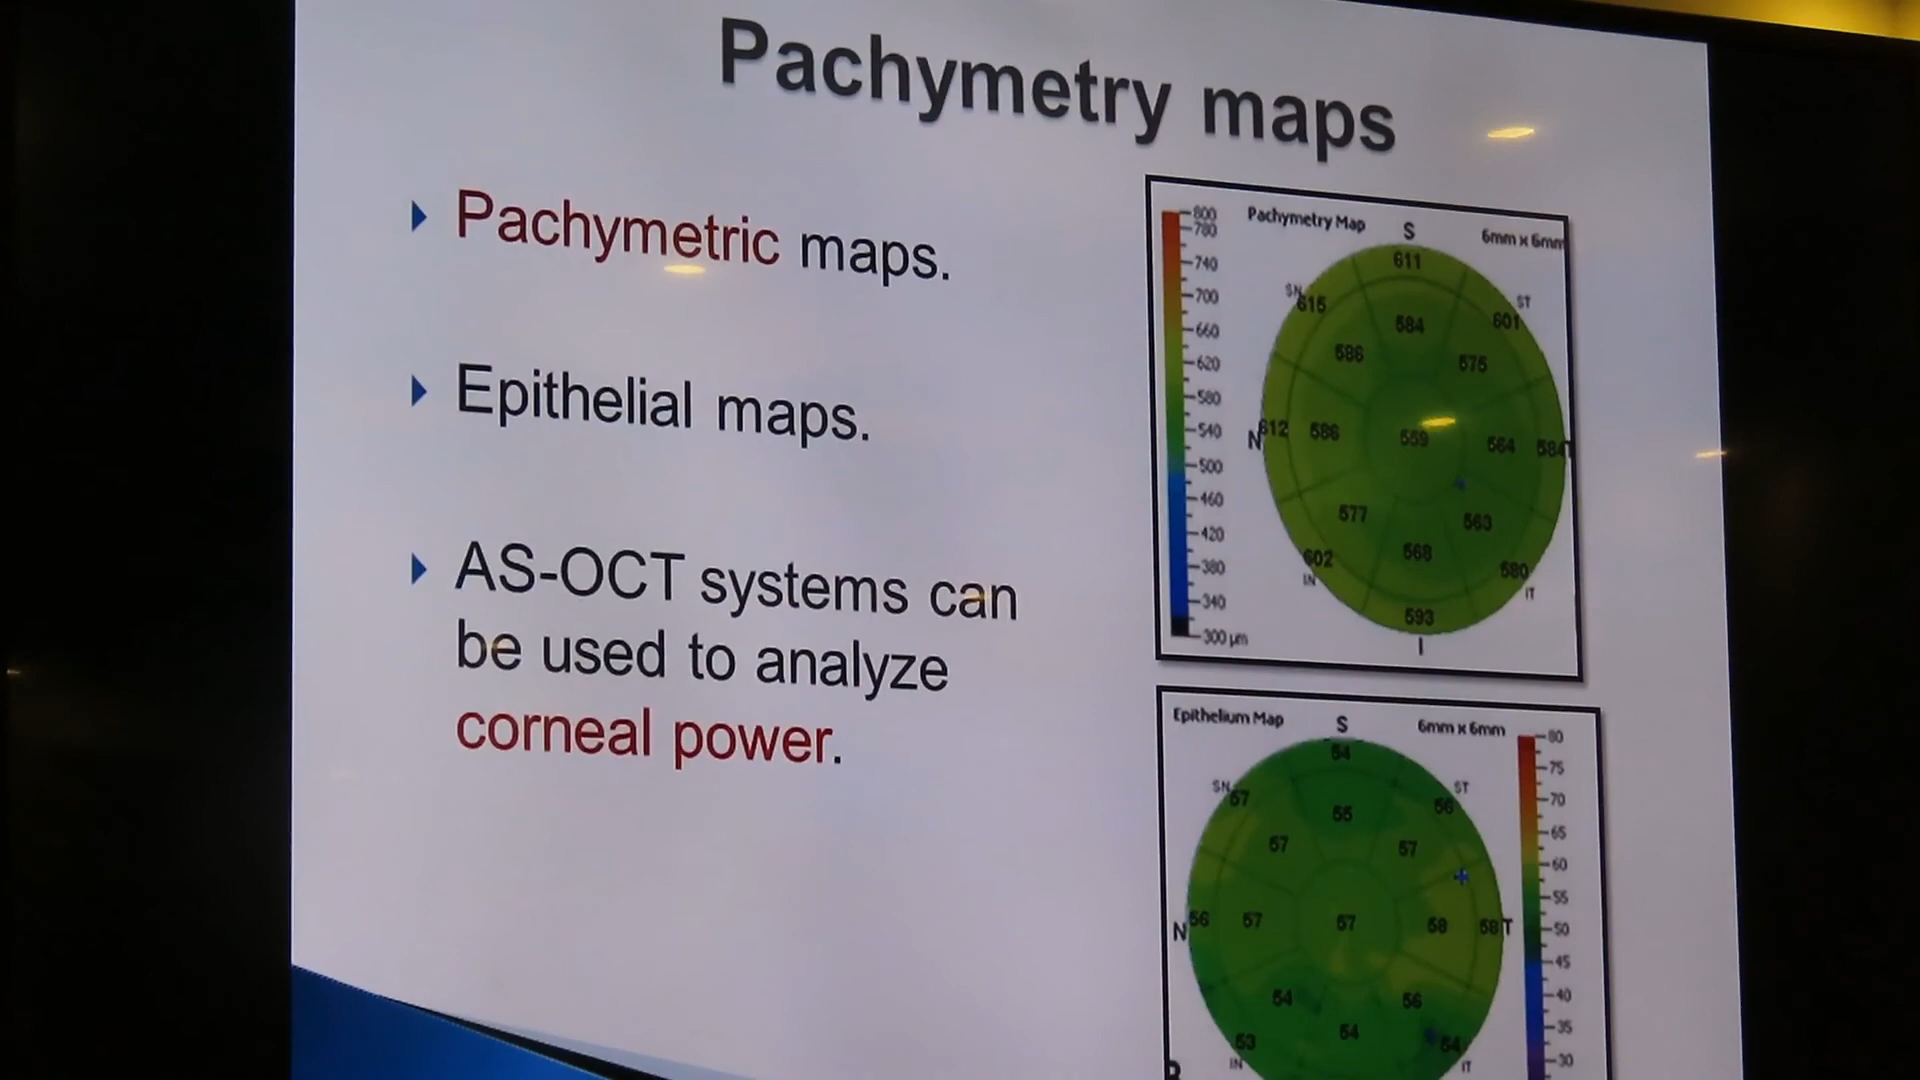 Pachymetry maps
Pachymetric maps.
Epithelial maps.
AS-OCT systems can
be used to analyze
corneal power.
Pachymetry Map
S
6mm x 6mm
800
780
740
700
660
620
580
540
500
460
420
380
340
300 µm
611
SN
615
ST
601
584
586
575
N
612
586
559
564
584
T
577
563
568
602
IN
580
IT
593
I
Epithelium Map
S
6mm x 6mm
80
75
70
65
60
55
50
45
40
35
30
54
SN
57
ST
56
55
57
57
N
56
57
57
58
58
T
54
56
54
53
IN
54
IT